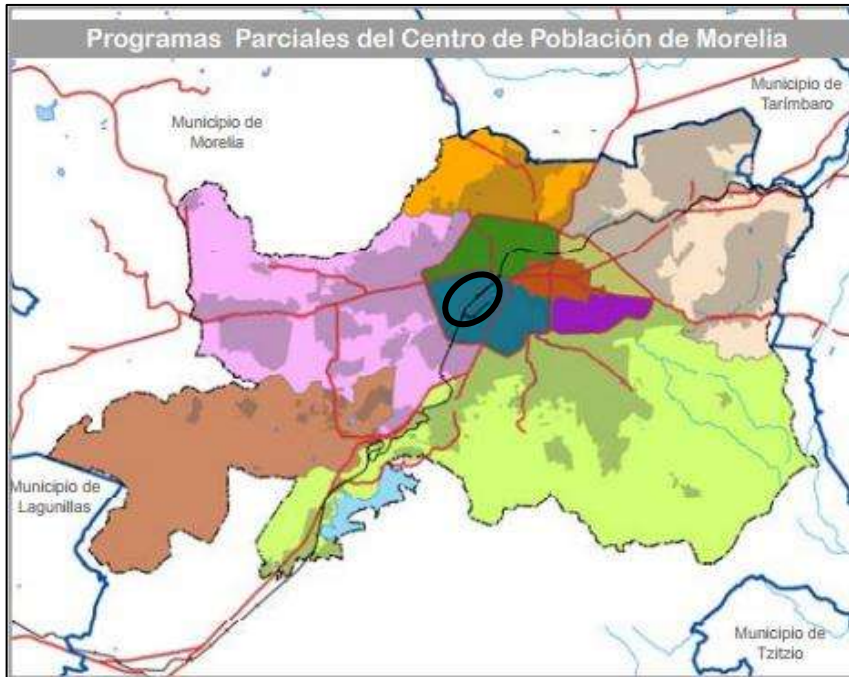 Programas Parciales del Centro de Población de Morelia
Municipio de
Tarímbaro
Municipio de
Morelia
Municipio de
Lagunillas
Municipio de
Tzitzio